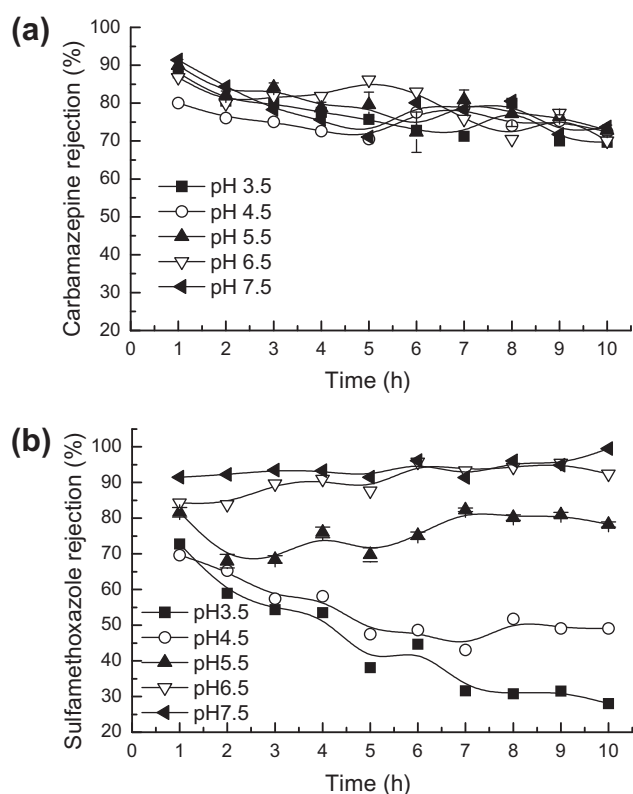 (a)
Carbamazepine rejection (%)
100
90
80
70
60
50
40
30
20
pH 3.5
pH 4.5
pH 5.5
pH 6.5
pH 7.5
0 1 2 3 4 5 6 7 8 9 10
Time (h)
(b)
Sulfamethoxazole rejection (%)
100
90
80
70
60
50
40
30
20
pH3.5
pH4.5
pH5.5
pH6.5
pH7.5
0 1 2 3 4 5 6 7 8 9 10
Time (h)